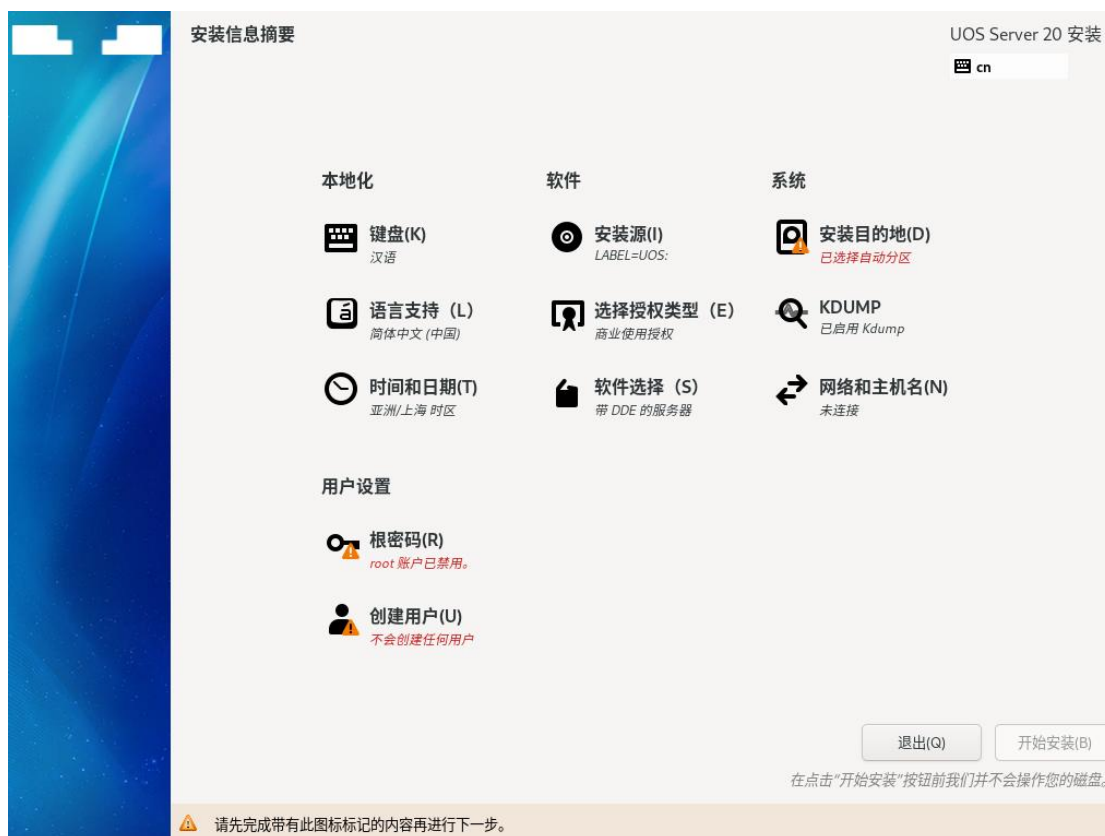 安装信息摘要
UOS Server 20 安装
cn
本地化
软件
系统
键盘(K)
汉语
安装源(I)
LABEL=UOS:
安装目的地(D)
已选择自动分区
语言支持（L）
简体中文 (中国)
选择授权类型（E）
商业使用授权
KDUMP
已启用 Kdump
时间和日期(T)
亚洲/上海 时区
软件选择（S）
带 DDE 的服务器
网络和主机名(N)
未连接
用户设置
根密码(R)
root 账户已禁用。
创建用户(U)
不会创建任何用户
退出(Q)
开始安装(B)
在点击“开始安装”按钮前我们并不会操作您的磁盘。
请先完成带有此图标标记的内容再进行下一步。